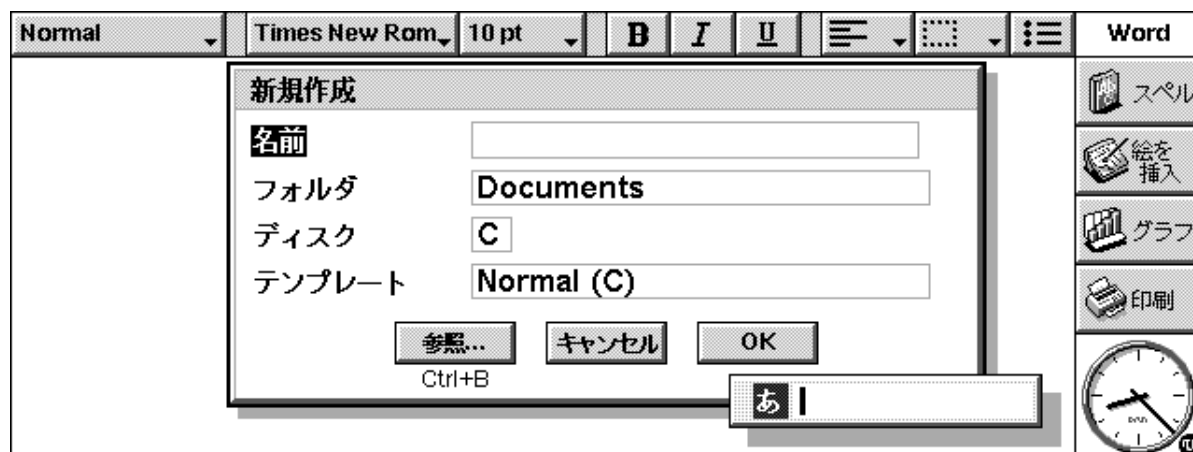 Normal
Times New Rom
10 pt
B
I
U
Word
新規作成
名前
フォルダ
Documents
ディスク
C
テンプレート
Normal (C)
参照...
キャンセル
OK
Ctrl+B
あ
スペル
絵を
挿入
グラフ
印刷